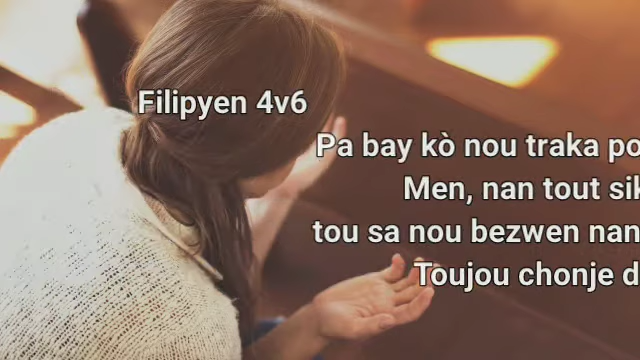 Filipyen 4v6
Pa bay kò nou traka po
Men, nan tout sik
tou sa nou bezwen nan
Toujou chonje d